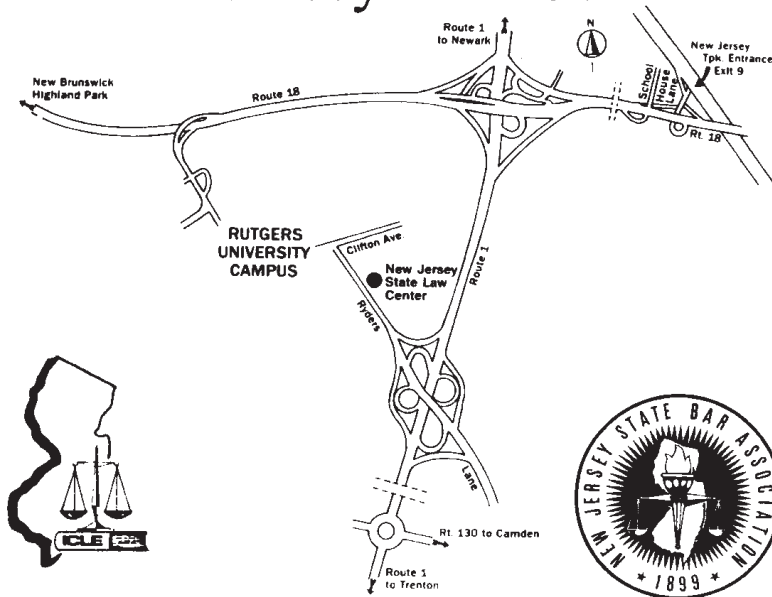 Route 1
to Newark
N
New Jersey
Tpk. Entrance
Exit 9
School
House
Lane
New Brunswick
Highland Park
Route 18
Rt. 18
RUTGERS
UNIVERSITY
CAMPUS
Clifton Ave.
New Jersey
State Law
Center
Route 1
Ryders
Lane
ICLE
NEW JERSEY STATE BAR ASSOCIATION
1899
Rt. 130 to Camden
Route 1
to Trenton